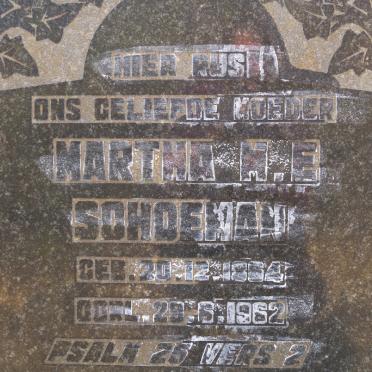 HIER RUS
ONS GELIEFDE MOEDER
MARTHA M.E
SCHOEMAN
GEB. 20.12.1884
OORL. 29.6.1962
PSALM 25 VERS 2